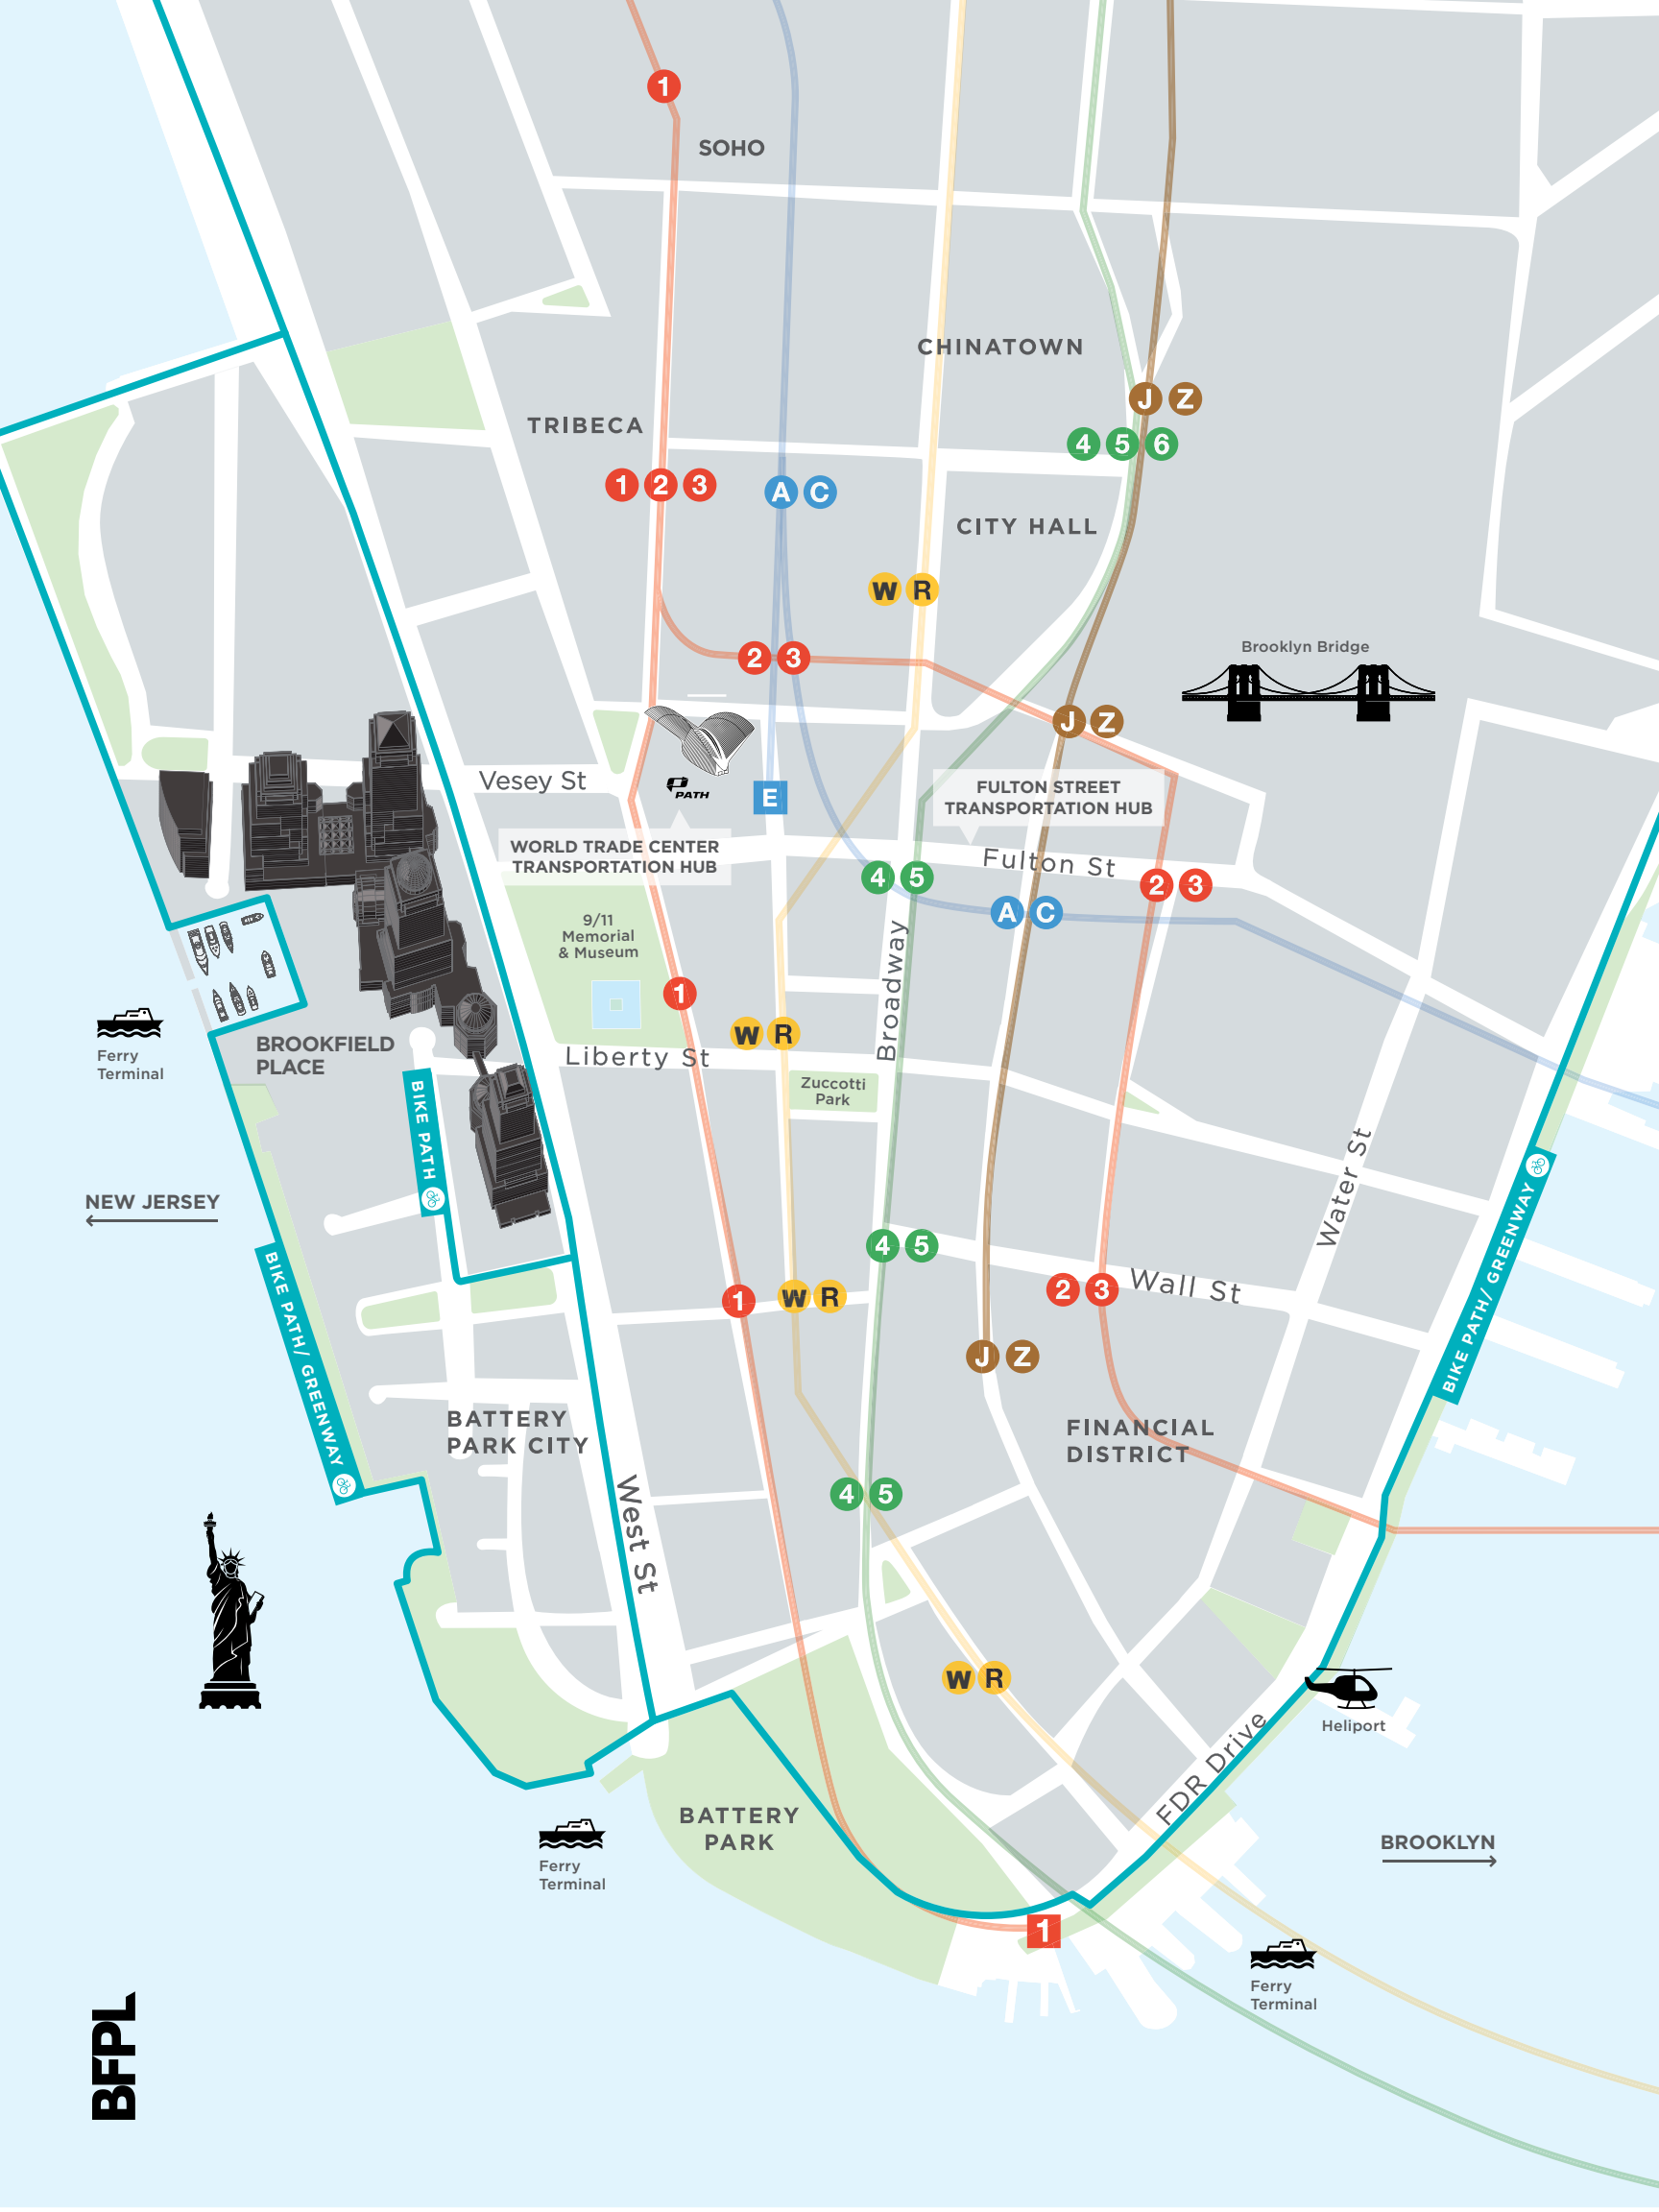 1
SOHO
CHINATOWN
J Z
TRIBECA
4 5 6
1 2 3
A C
CITY HALL
W R
Brooklyn Bridge
2 3
J Z
Vesey St
PATH
E
FULTON STREET
TRANSPORTATION HUB
WORLD TRADE CENTER
TRANSPORTATION HUB
Fulton St
4 5
2 3
A C
9/11
Memorial
& Museum
Broadway
1
W R
Ferry
Terminal
BROOKFIELD
PLACE
Liberty St
Zuccotti
Park
BIKE PATH
Water St
BIKE PATH/ GREENWAY
NEW JERSEY
4 5
BIKE PATH/ GREENWAY
1
W R
2 3
Wall St
J Z
BATTERY
PARK CITY
FINANCIAL
DISTRICT
West St
4 5
W R
Heliport
FDR Drive
BATTERY
PARK
BROOKLYN
Ferry
Terminal
1
Ferry
Terminal
BFPL